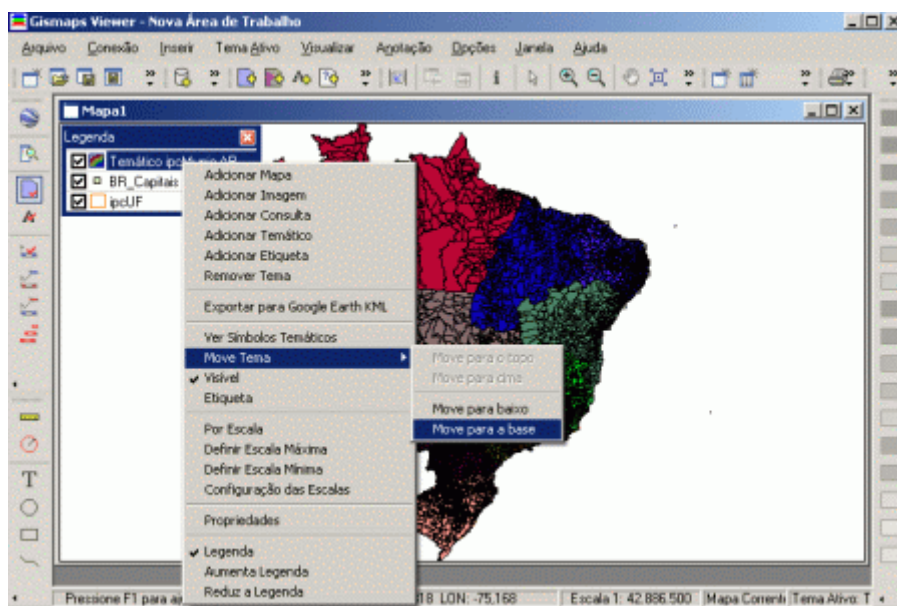 Gismaps Viewer - Nova Área de Trabalho
Arquivo Conexão Inserir Tema Ativo Visualizar Anotação Opções Janela Ajuda
Mapa1
Legenda
Temático
BR_Capitais
ipcUF
Adicionar Mapa
Adicionar Imagem
Adicionar Consulta
Adicionar Temático
Adicionar Etiqueta
Remover Tema
Exportar para Google Earth KML
Ver Símbolos Temáticos
Move Tema
Move para o topo
Move para cima
Move para baixo
Move para a base
Visível
Etiqueta
Por Escala
Definir Escala Máxima
Definir Escala Mínima
Configuração das Escalas
Propriedades
Legenda
Aumenta Legenda
Reduz a Legenda
Pressione F1 para 18 LON: -75,168 Escala 1: 42.886.500 Mapa Corrent Tema Ativo: T